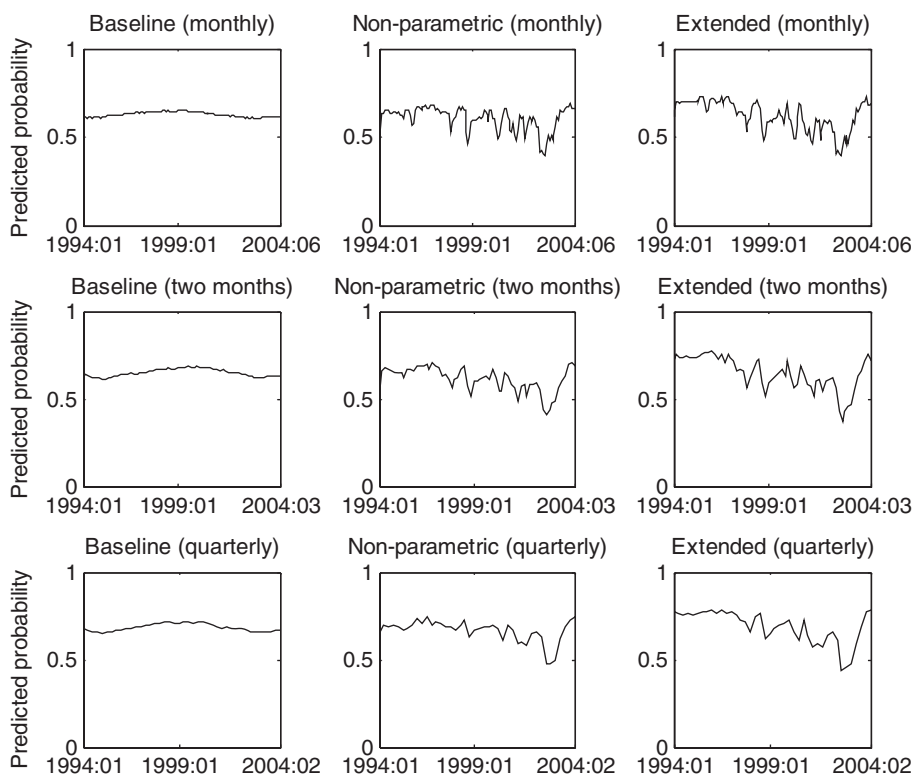 Baseline (monthly)
Non-parametric (monthly)
Extended (monthly)
Predicted probability
1
0.5
0
1994:01 1999:01 2004:06
1
0.5
0
1994:01 1999:01 2004:06
1
0.5
0
1994:01 1999:01 2004:06
Baseline (two months)
Non-parametric (two months)
Extended (two months)
Predicted probability
1
0.5
0
1994:01 1999:01 2004:03
1
0.5
0
1994:01 1999:01 2004:03
1
0.5
0
1994:01 1999:01 2004:03
Baseline (quarterly)
Non-parametric (quarterly)
Extended (quarterly)
Predicted probability
1
0.5
0
1994:01 1999:01 2004:02
1
0.5
0
1994:01 1999:01 2004:02
1
0.5
0
1994:01 1999:01 2004:02